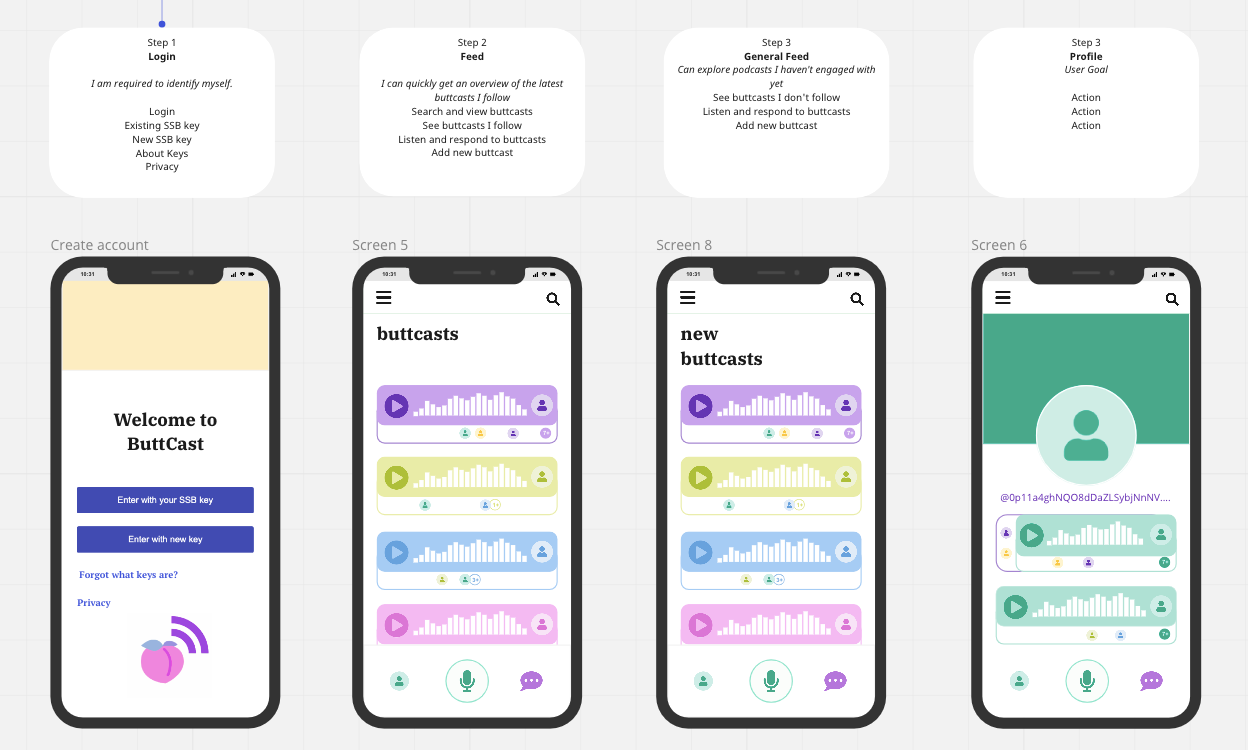 Step 1
Login
I am required to identify myself.
Login
Existing SSB key
New SSB key
About Keys
Privacy
Step 2
Feed
I can quickly get an overview of the latest
buttcasts I follow
Search and view buttcasts
See buttcasts I follow
Listen and respond to buttcasts
Add new buttcast
Step 3
General Feed
Can explore podcasts I haven't engaged with
yet
See buttcasts I don't follow
Listen and respond to buttcasts
Add new buttcast
Step 3
Profile
User Goal
Action
Action
Action
Create account
10:31
Welcome to
ButtCast
Enter with your SSB key
Enter with new key
Forgot what keys are?
Privacy
Screen 5
10:31
buttcasts
7+
1+
3+
Screen 8
10:31
new
buttcasts
7+
1+
3+
Screen 6
10:31
@0p11a4ghNQO8dDaZLSybjNnNV....
7+
7+